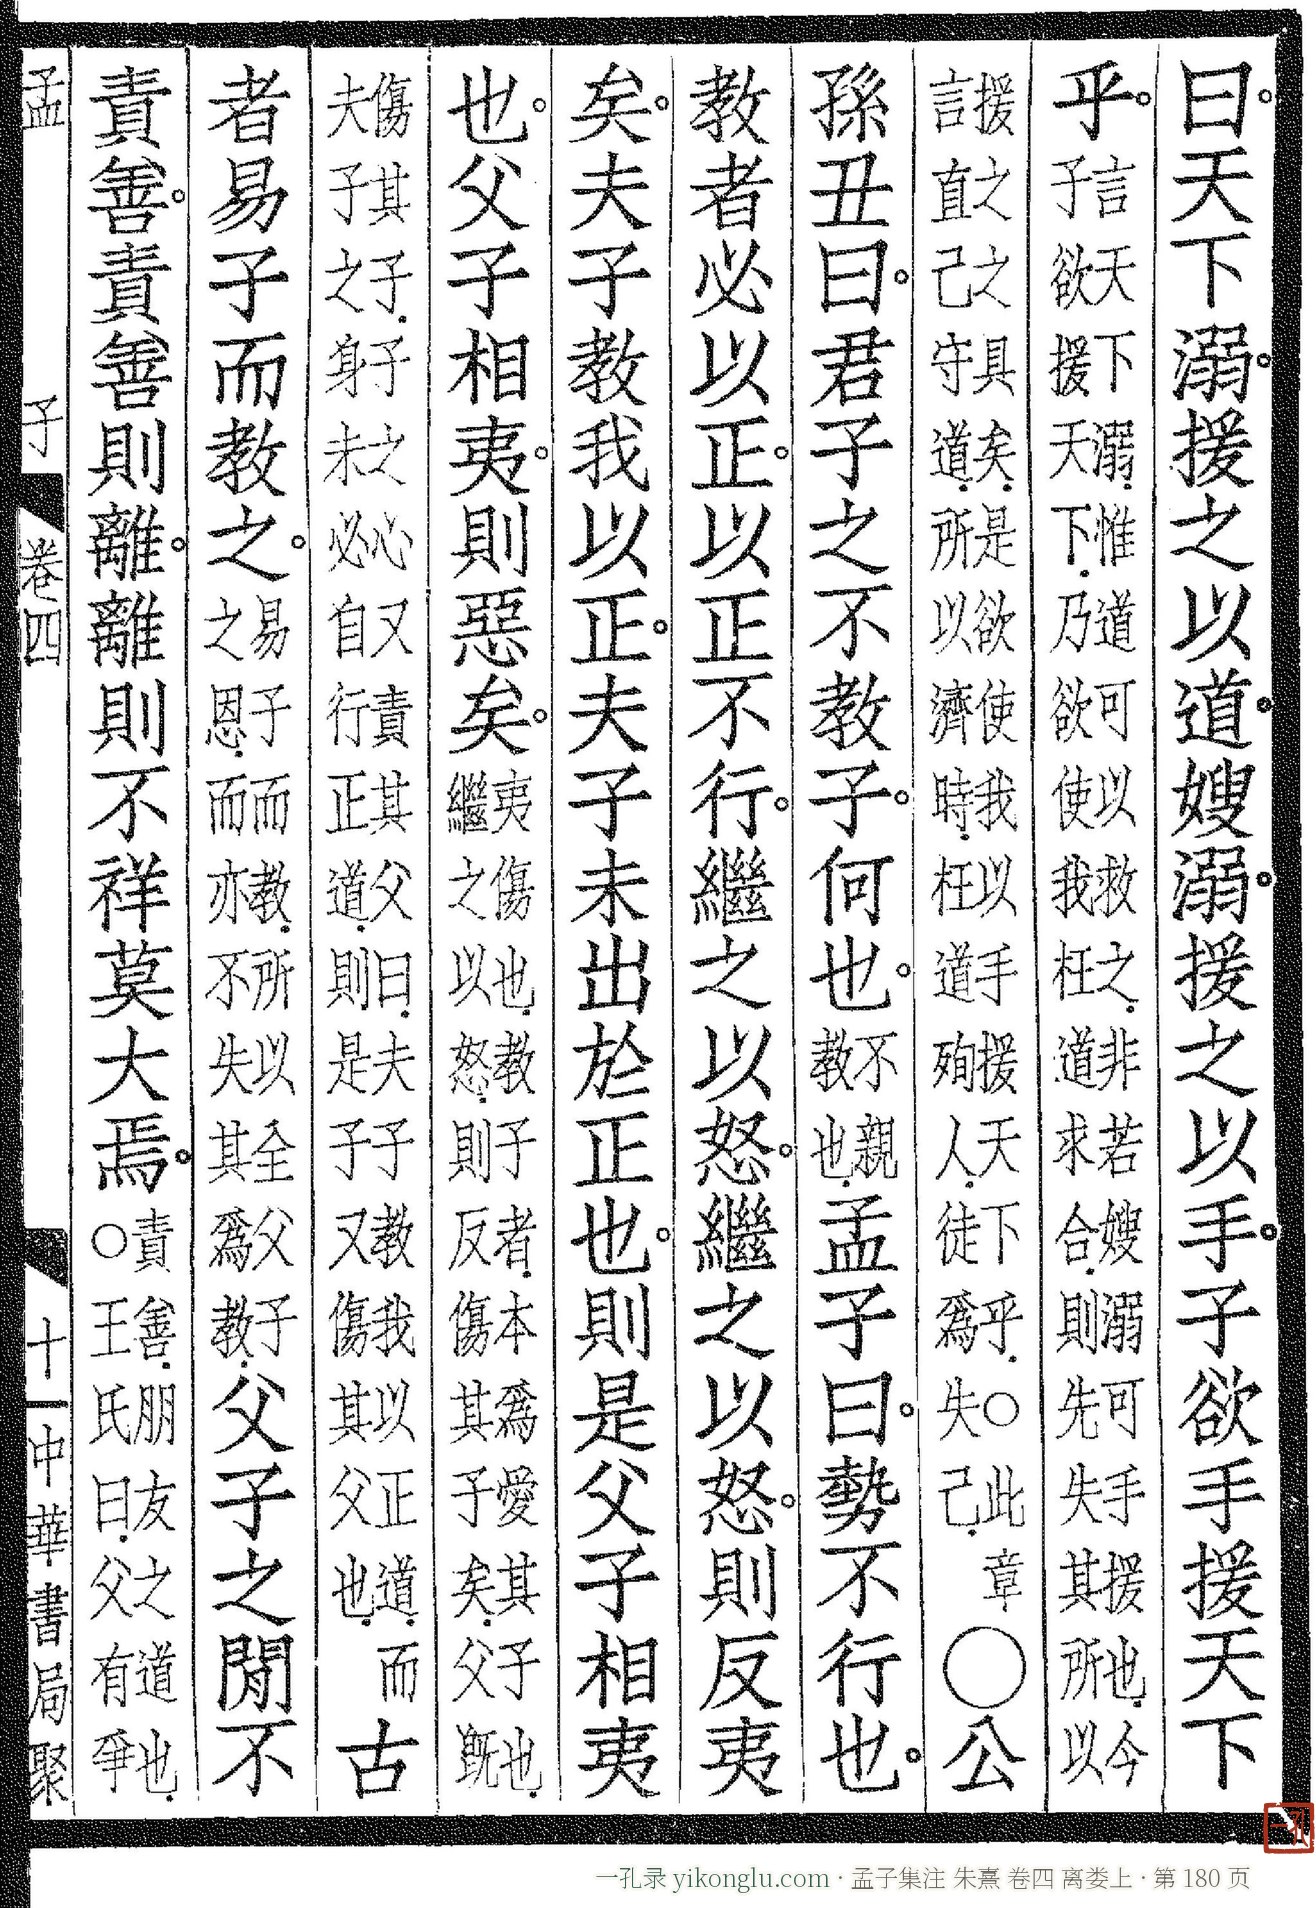 曰。天下溺。援之以道。嫂溺。援之以手。子欲手援天下
乎。
言天下溺.惟道可以救之.非若嫂溺可手援也.今
子欲援天下.乃欲使我枉道求合.則先失其所以
援之之具矣.是欲使我以手援天下乎.○此章
言直己守道.所以濟時.枉道殉人.徒爲失己.
◯公
孫丑曰。君子之不教子。何也。
不親
教也.
孟子曰。勢不行也。
教者必以正。以正不行。繼之以怒。繼之以怒。則反夷
矣。夫子教我以正。夫子未出於正也。則是父子相夷
也。父子相夷。則惡矣。
夷傷也.教子者.本爲愛其子也.
繼之以怒.則反傷其子矣.父既
傷其子.子之心又責其父曰.夫子教我以正道.而
夫子之身未必自行正道.則是子又傷其父也.
古
者易子而教之。
易子而教.所以全父子
之恩.而亦不失其爲教.
父子之閒不
責善。責善則離。離則不祥莫大焉。
責善.朋友之道也.
○王氏曰.父有爭
孟 子 卷四 十一 中華書局聚
一孔录 yikonglu.com · 孟子集注 朱熹 卷四 离娄上 · 第 180 页